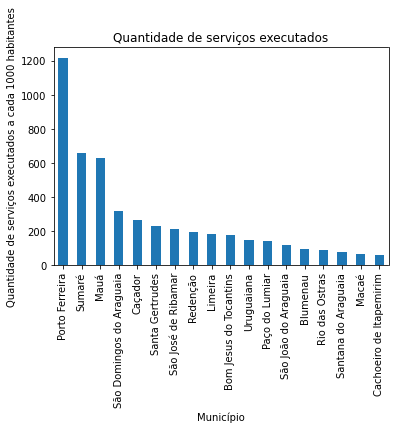 Quantidade de serviços executados
Quantidade de serviços executados a cada 1000 habitantes
1200
1000
800
600
400
200
0
Porto Ferreira
Sumaré
Mauá
São Domingos do Araguaia
Caçador
Santa Gertrudes
São José de Ribamar
Redenção
Limeira
Bom Jesus do Tocantins
Uruguaiana
Paço do Lumiar
São João do Araguaia
Blumenau
Rio das Ostras
Santana do Araguaia
Macaé
Cachoeiro de Itapemirim
Município